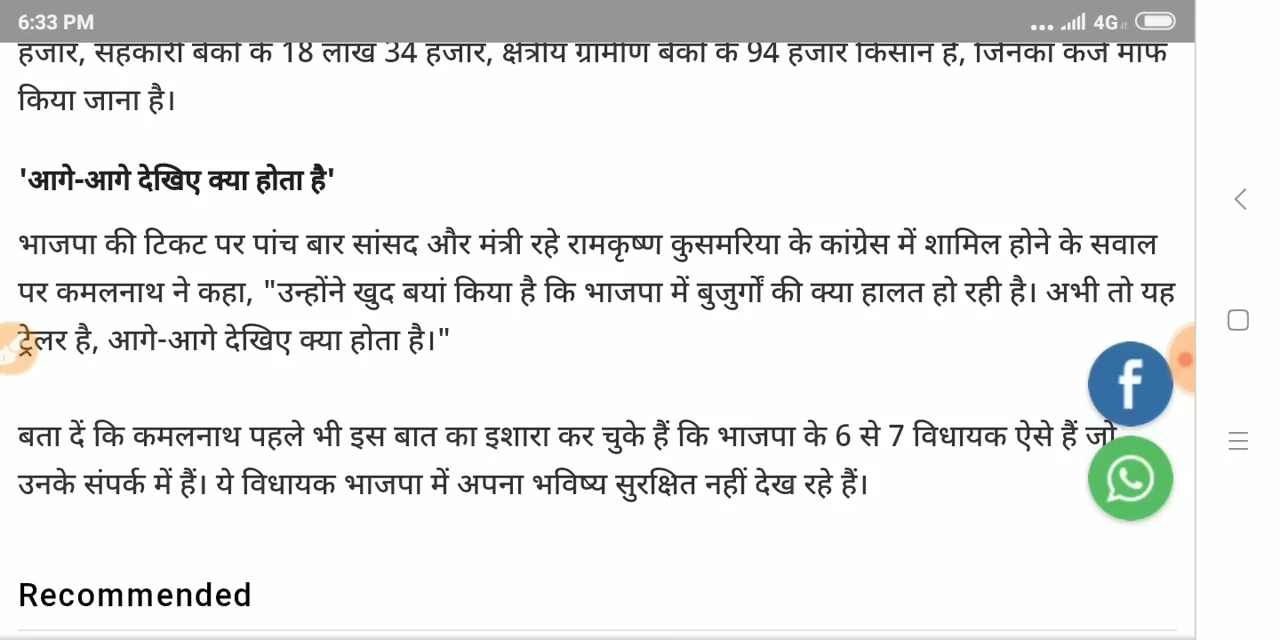 6:33 PM
4G
हजार, सहकारी बैंकों के 18 लाख 34 हजार, क्षेत्रीय ग्रामीण बैंकों के 94 हजार किसान हैं, जिनका कर्ज माफ
किया जाना है।
'आगे-आगे देखिए क्या होता है'
भाजपा की टिकट पर पांच बार सांसद और मंत्री रहे रामकृष्ण कुसमरिया के कांग्रेस में शामिल होने के सवाल
पर कमलनाथ ने कहा, "उन्होंने खुद बयां किया है कि भाजपा में बुजुर्गों की क्या हालत हो रही है। अभी तो यह
ट्रेलर है, आगे-आगे देखिए क्या होता है।"
बता दें कि कमलनाथ पहले भी इस बात का इशारा कर चुके हैं कि भाजपा के 6 से 7 विधायक ऐसे हैं जो
उनके संपर्क में हैं। ये विधायक भाजपा में अपना भविष्य सुरक्षित नहीं देख रहे हैं।
Recommended